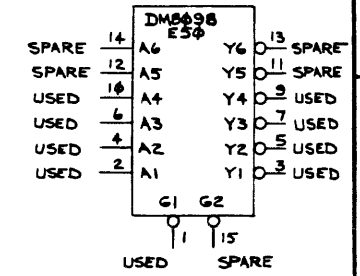 DM8098
E50
SPARE 14 A6 Y6 13 SPARE
SPARE 12 A5 Y5 11 SPARE
USED 10 A4 Y4 9 USED
USED 6 A3 Y3 7 USED
USED 4 A2 Y2 5 USED
USED 2 A1 Y1 3 USED
G1 G2
1 15
USED SPARE